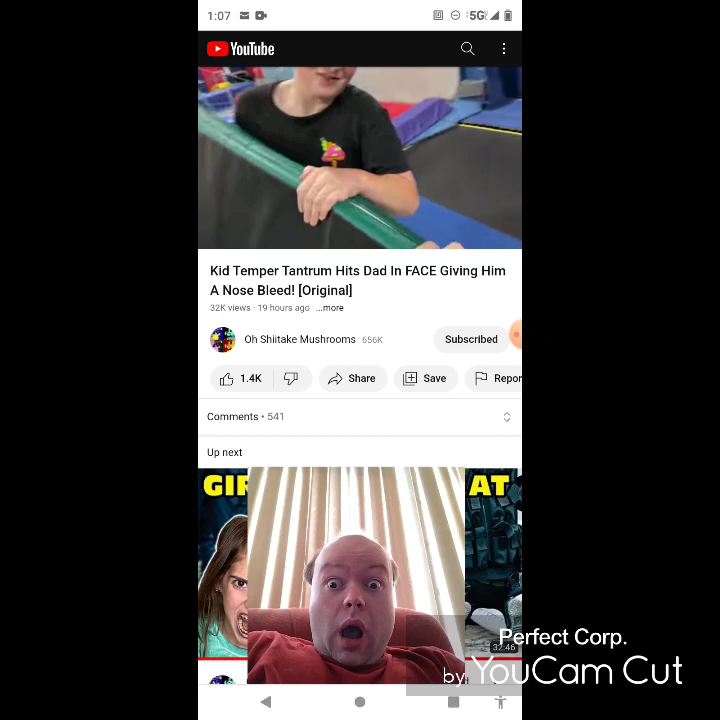 1:07
5G
YouTube
Kid Temper Tantrum Hits Dad In FACE Giving Him
A Nose Bleed! [Original]
32K views · 19 hours ago ...more
Oh Shiitake Mushrooms 656K
Subscribed
1.4K
Share
Save
Repor
Comments • 541
Up next
GIR
AT
32:46
Perfect Corp.
by YouCam Cut